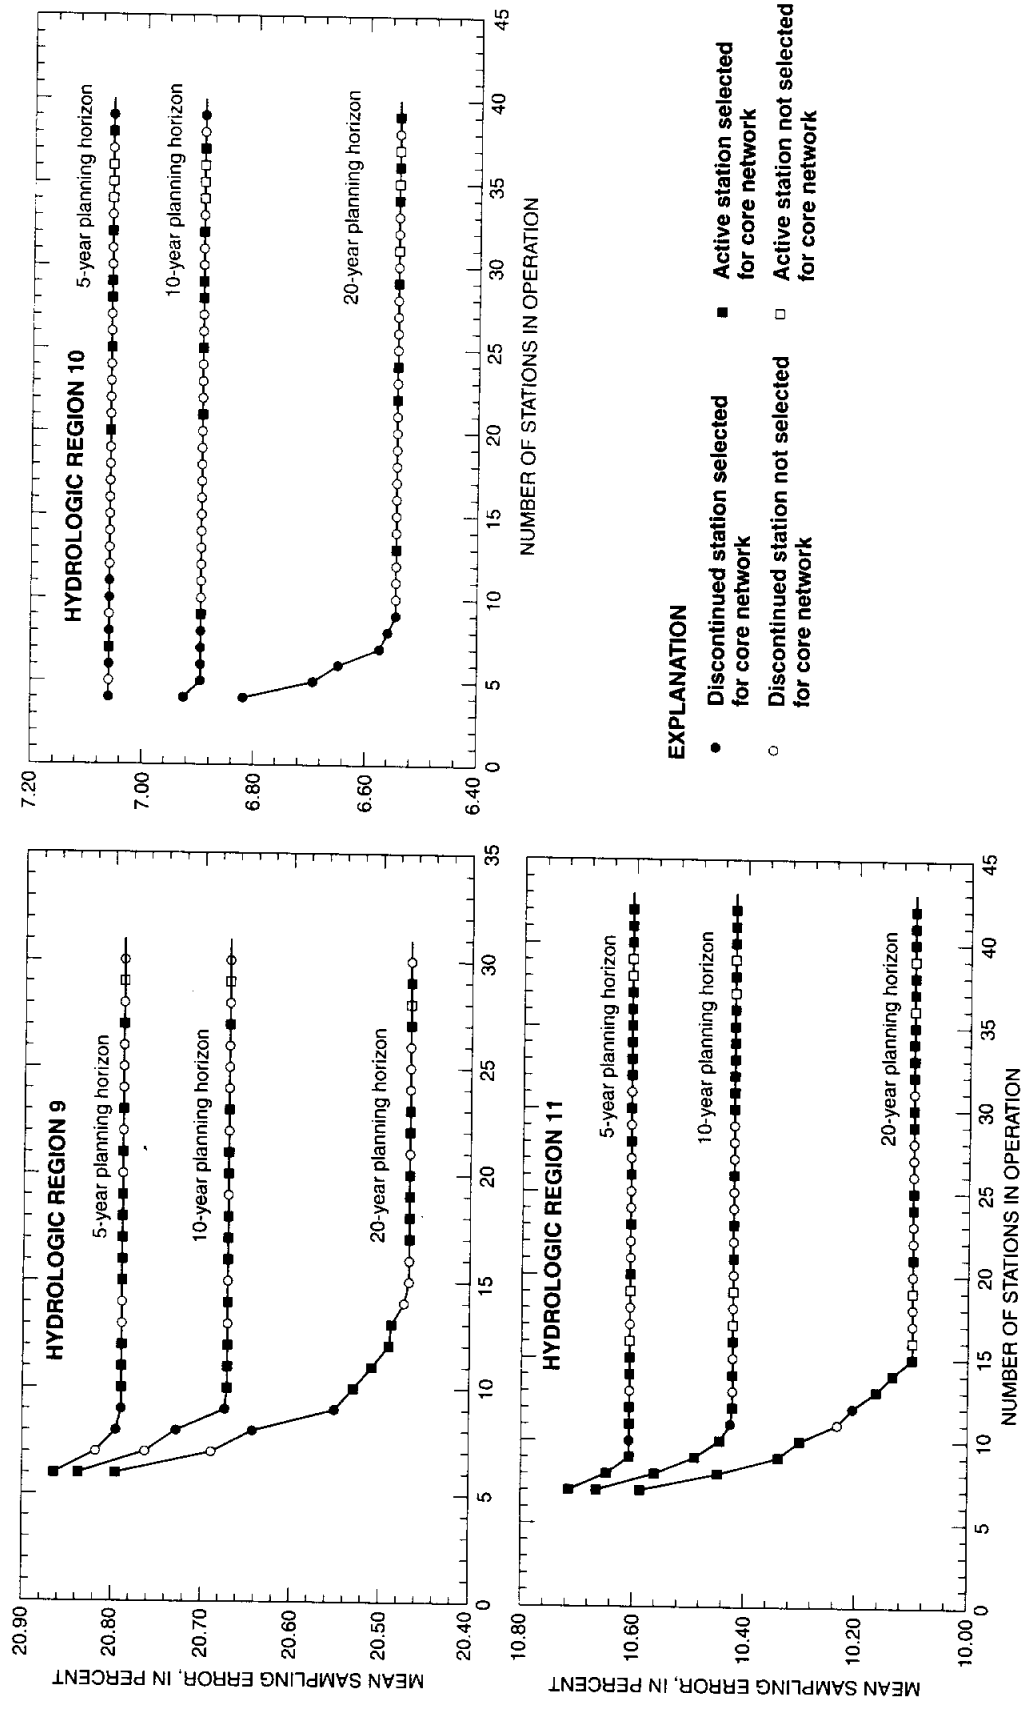 HYDROLOGIC REGION 9
20.90
20.80
20.70
20.60
20.50
20.40
MEAN SAMPLING ERROR, IN PERCENT
5-year planning horizon
10-year planning horizon
20-year planning horizon
0 5 10 15 20 25 30 35
HYDROLOGIC REGION 10
7.20
7.00
6.80
6.60
6.40
5-year planning horizon
10-year planning horizon
20-year planning horizon
0 5 10 15 20 25 30 35 40 45
NUMBER OF STATIONS IN OPERATION
HYDROLOGIC REGION 11
10.80
10.60
10.40
10.20
10.00
MEAN SAMPLING ERROR, IN PERCENT
5-year planning horizon
10-year planning horizon
20-year planning horizon
0 5 10 15 20 25 30 35 40 45
NUMBER OF STATIONS IN OPERATION
EXPLANATION
Discontinued station selected
for core network
Discontinued station not selected
for core network
Active station selected
for core network
Active station not selected
for core network